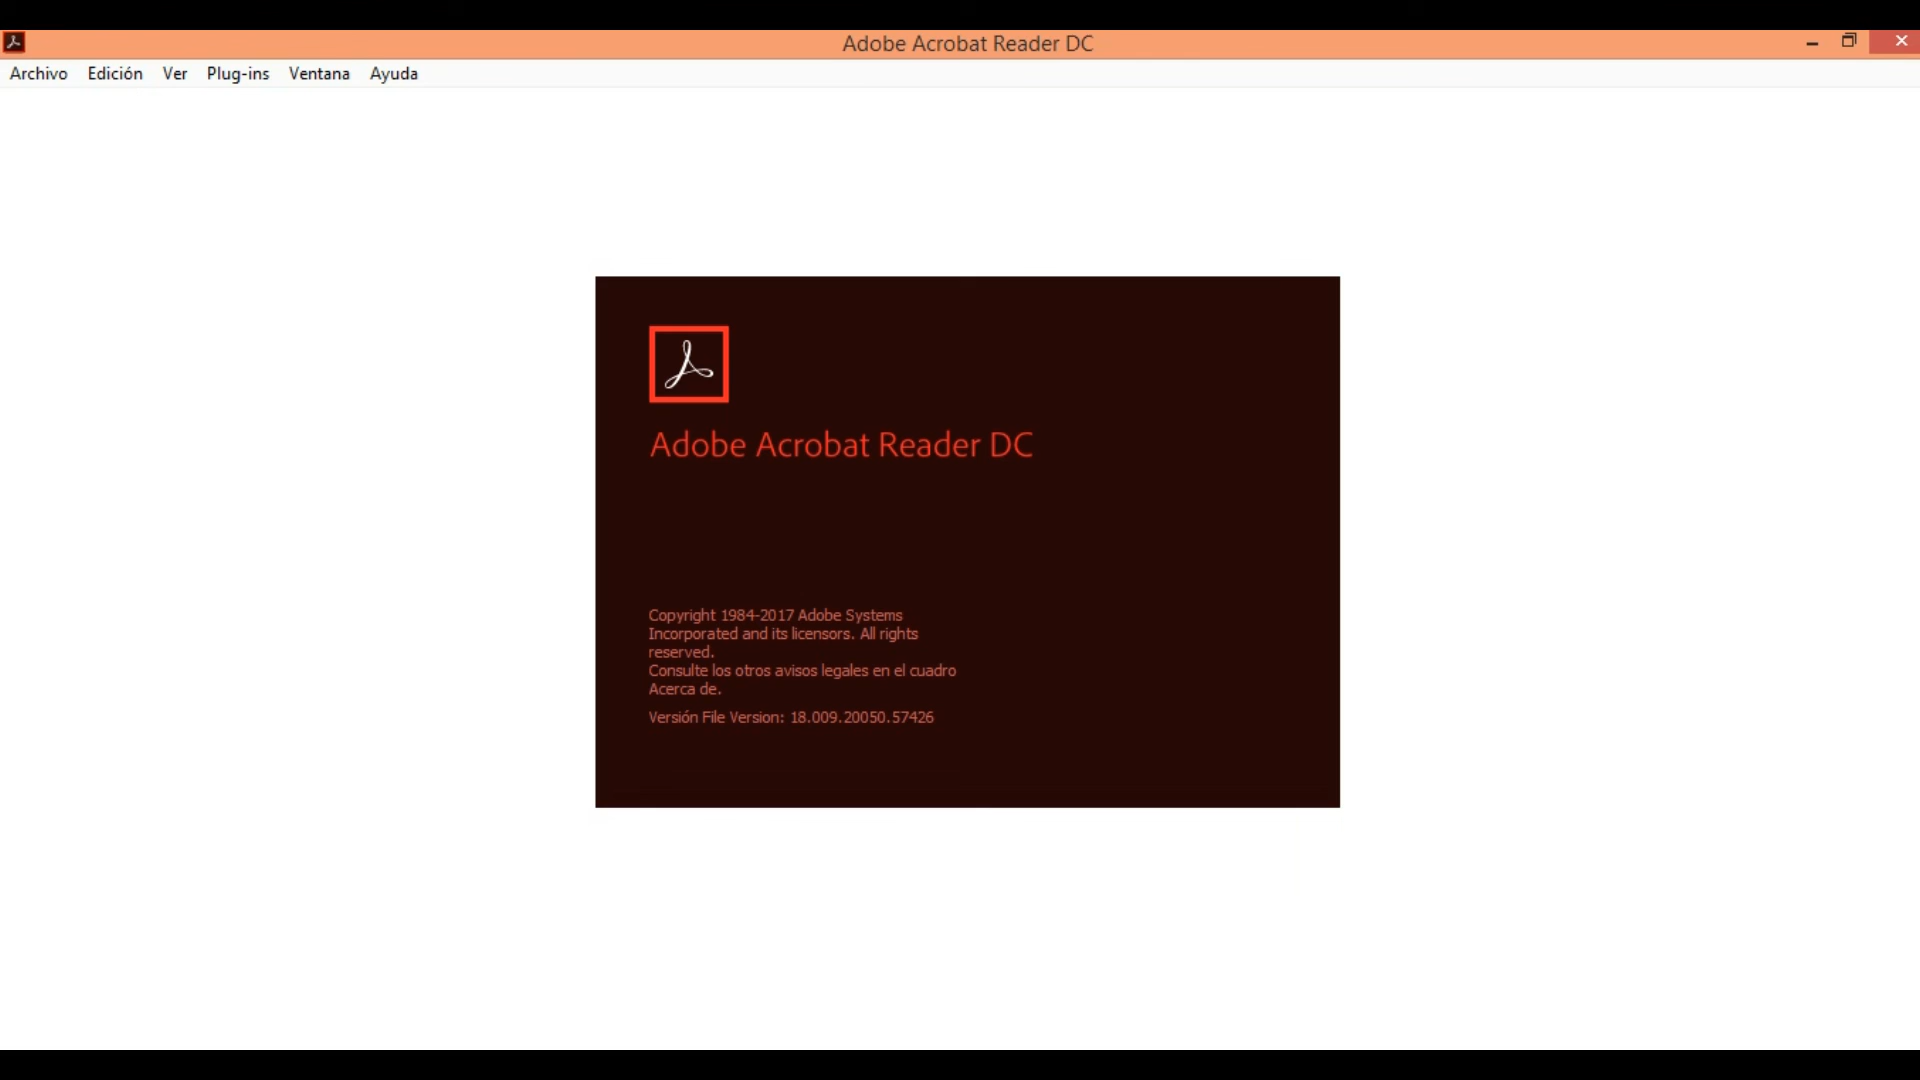 Adobe Acrobat Reader DC
Archivo Edición Ver Plug-ins Ventana Ayuda
Adobe Acrobat Reader DC
Copyright 1984-2017 Adobe Systems
Incorporated and its licensors. All rights
reserved.
Consulte los otros avisos legales en el cuadro
Acerca de.
Versión File Version: 18.009.20050.57426